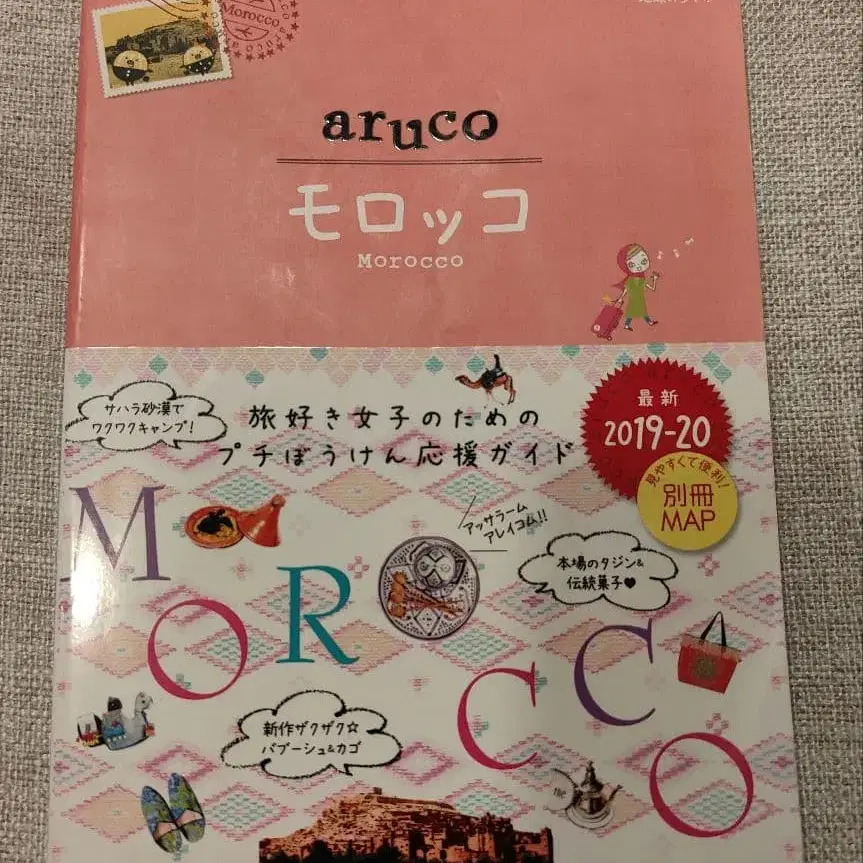 Morocco
aruco
モロッコ
Morocco
サハラ砂漠で
ワクワクキャンプ!
旅好き女子のための
プチぼうけん応援ガイド
最新
2019-20
見やすくて便利!
別冊
MAP
アッサラーム
アレイコム!!
本場のタジン&
伝統菓子♥
MOROCCO
新作ザクザク☆
バブーシュ&カゴ